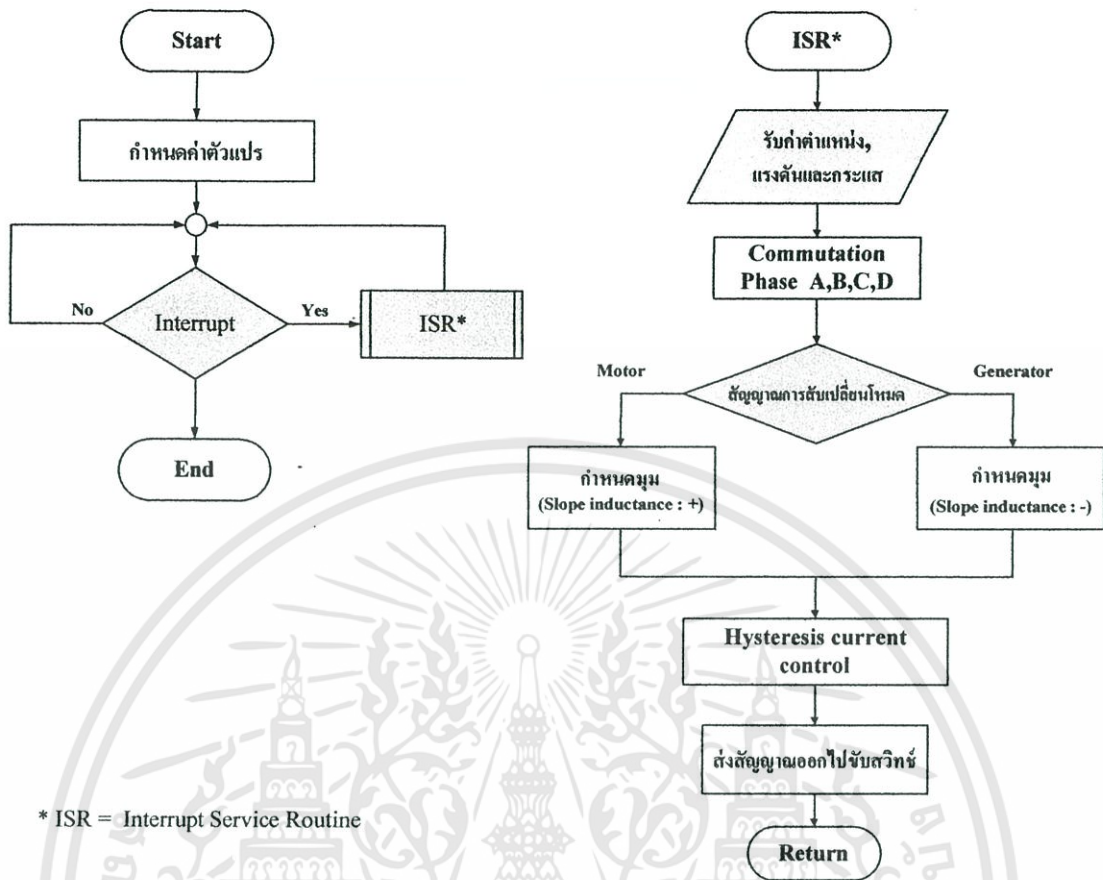 Start
กำหนดค่าตัวแปร
No
Interrupt
Yes
ISR*
End
* ISR = Interrupt Service Routine
ISR*
รับค่าตำแหน่ง,
แรงดันและกระแส
Commutation
Phase A,B,C,D
Motor
สัญญาณการสับเปลี่ยนโหมด
Generator
กำหนดมุม
(Slope inductance : +)
กำหนดมุม
(Slope inductance : -)
Hysteresis current
control
ส่งสัญญาณออกไปขับสวิทช์
Return